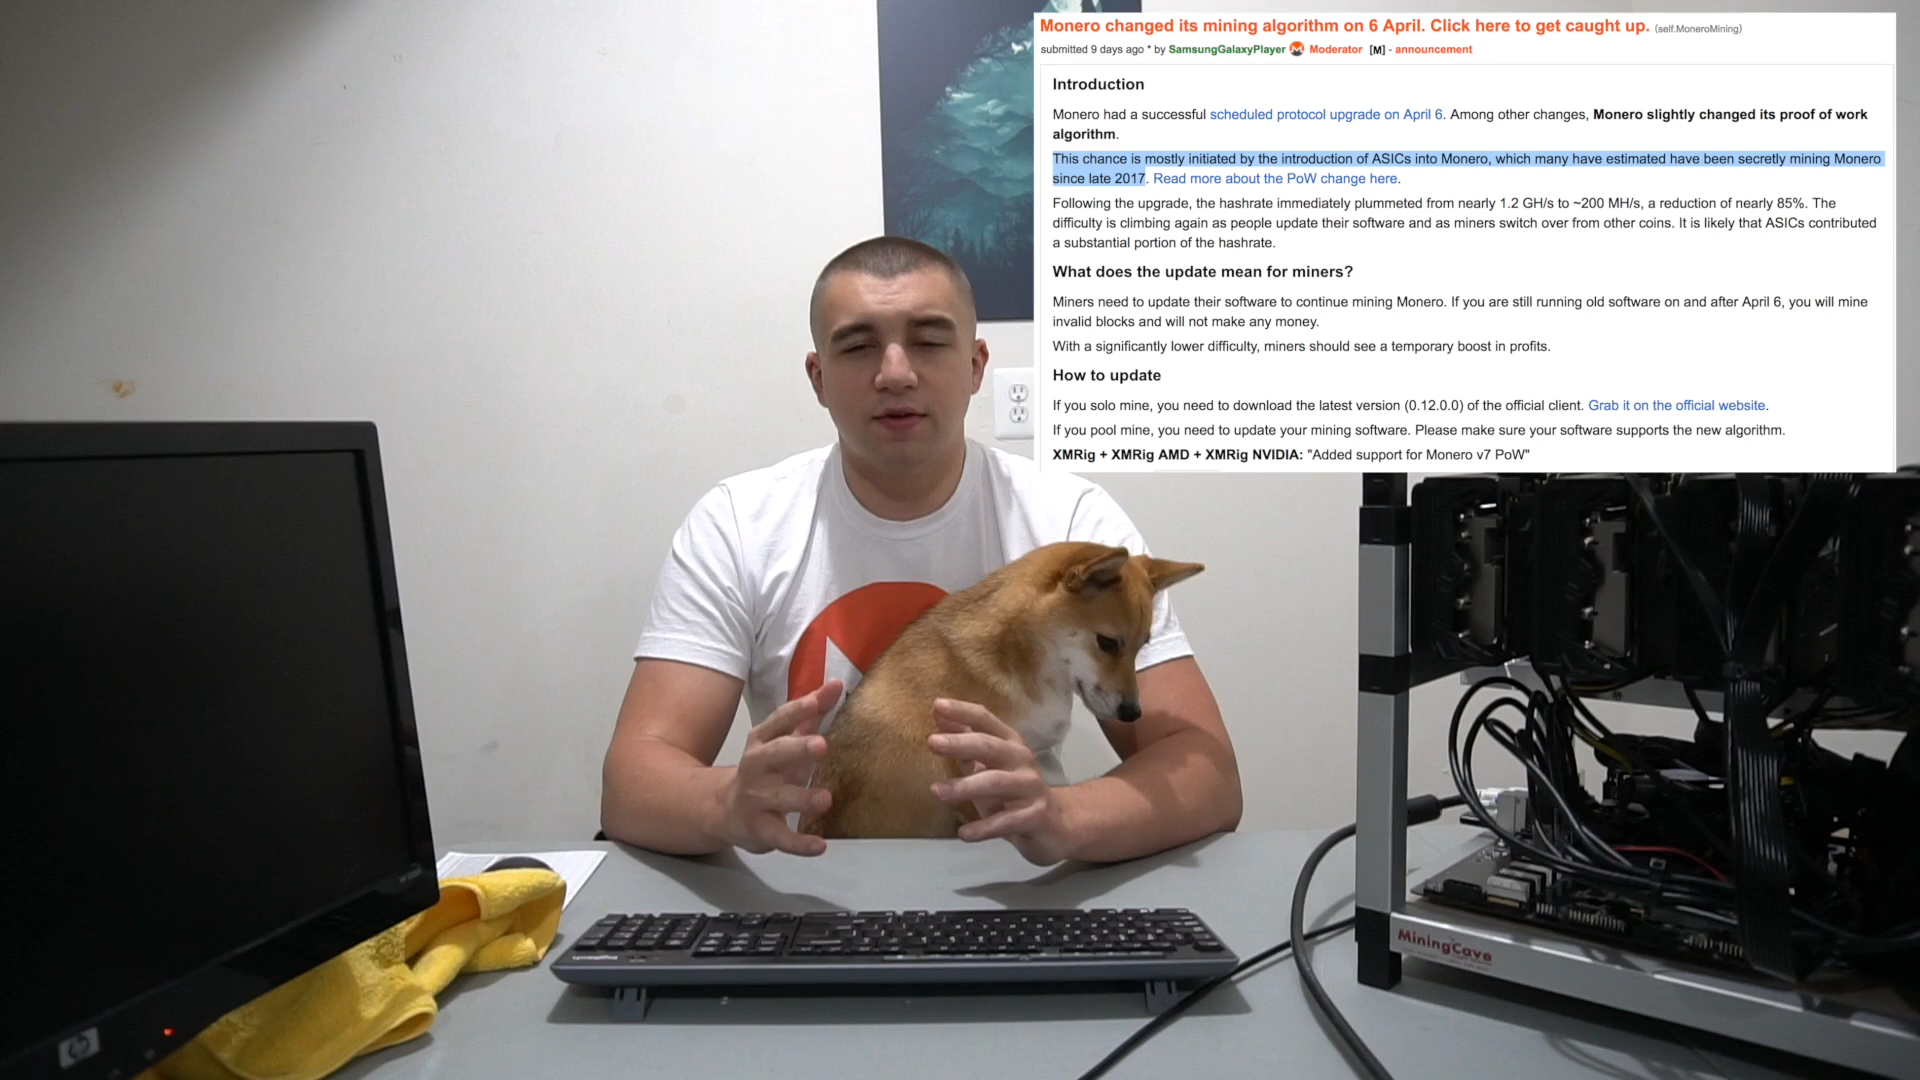 Monero changed its mining algorithm on 6 April. Click here to get caught up. (self.MoneroMining)
submitted 9 days ago * by SamsungGalaxyPlayer Moderator [M] - announcement
Introduction
Monero had a successful scheduled protocol upgrade on April 6. Among other changes, Monero slightly changed its proof of work
algorithm.
This chance is mostly initiated by the introduction of ASICs into Monero, which many have estimated have been secretly mining Monero
since late 2017. Read more about the PoW change here.
Following the upgrade, the hashrate immediately plummeted from nearly 1.2 GH/s to ~200 MH/s, a reduction of nearly 85%. The
difficulty is climbing again as people update their software and as miners switch over from other coins. It is likely that ASICs contributed
a substantial portion of the hashrate.
What does the update mean for miners?
Miners need to update their software to continue mining Monero. If you are still running old software on and after April 6, you will mine
invalid blocks and will not make any money.
With a significantly lower difficulty, miners should see a temporary boost in profits.
How to update
If you solo mine, you need to download the latest version (0.12.0.0) of the official client. Grab it on the official website.
If you pool mine, you need to update your mining software. Please make sure your software supports the new algorithm.
XMRig + XMRig AMD + XMRig NVIDIA: "Added support for Monero v7 PoW"
MiningCave
hp